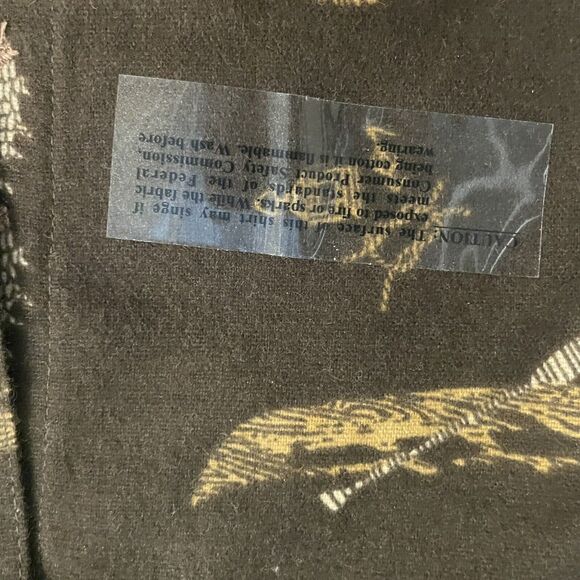 CAUTION: The surface of this shirt may singe if
exposed to fire or sparks. While the fabric
meets the standards of the Federal
Consumer Product Safety Commission,
being cotton it is flammable. Wash before
wearing.